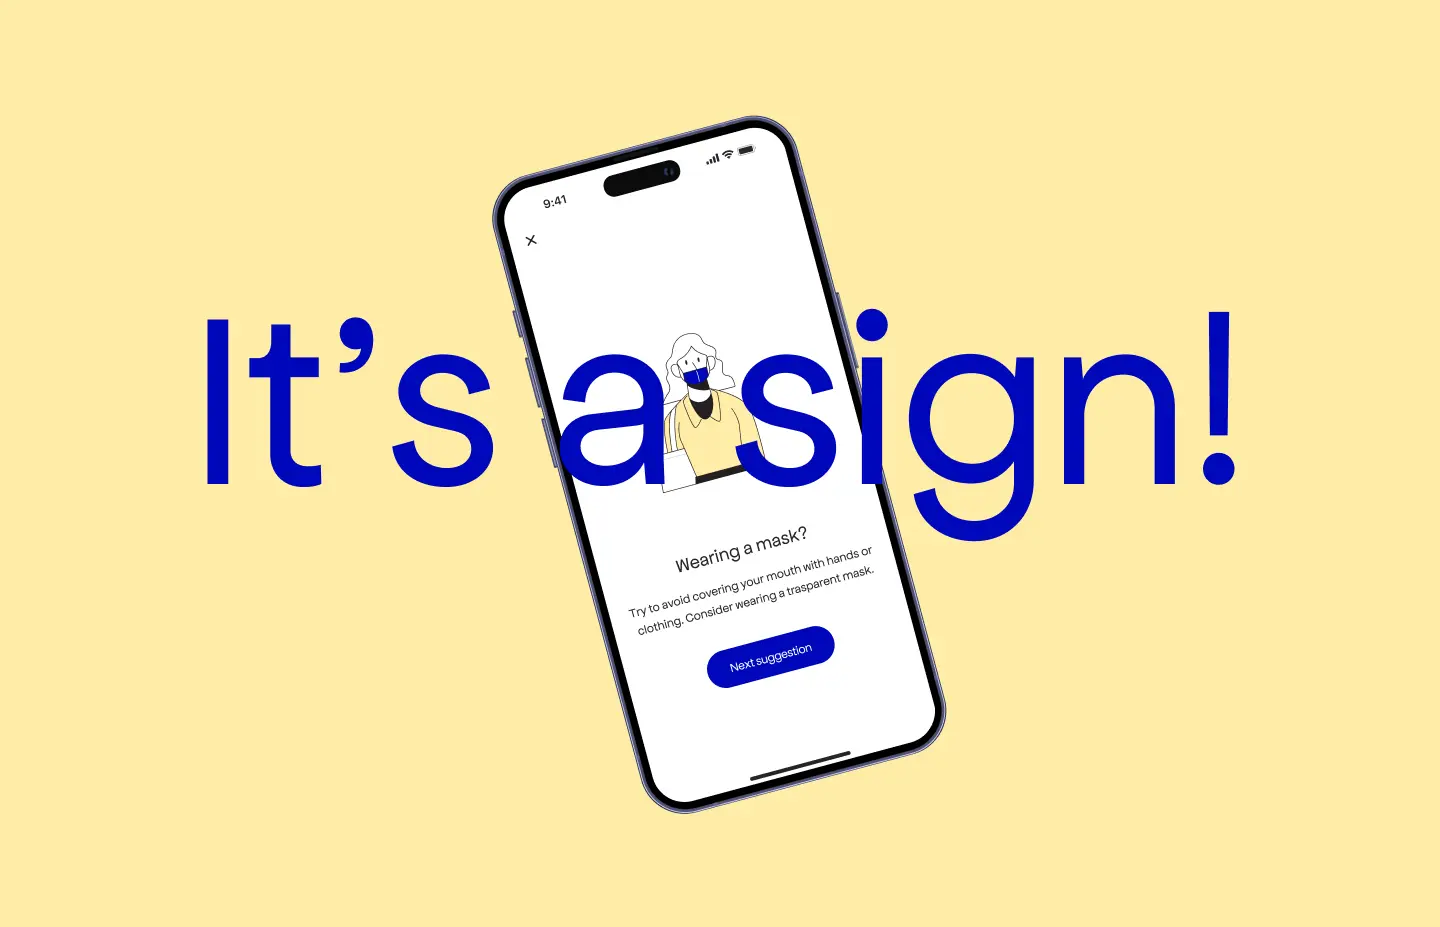 9:41
It’s a sign!
Wearing a mask?
Try to avoid covering your mouth with hands or
clothing. Consider wearing a trasparent mask.
Next suggestion